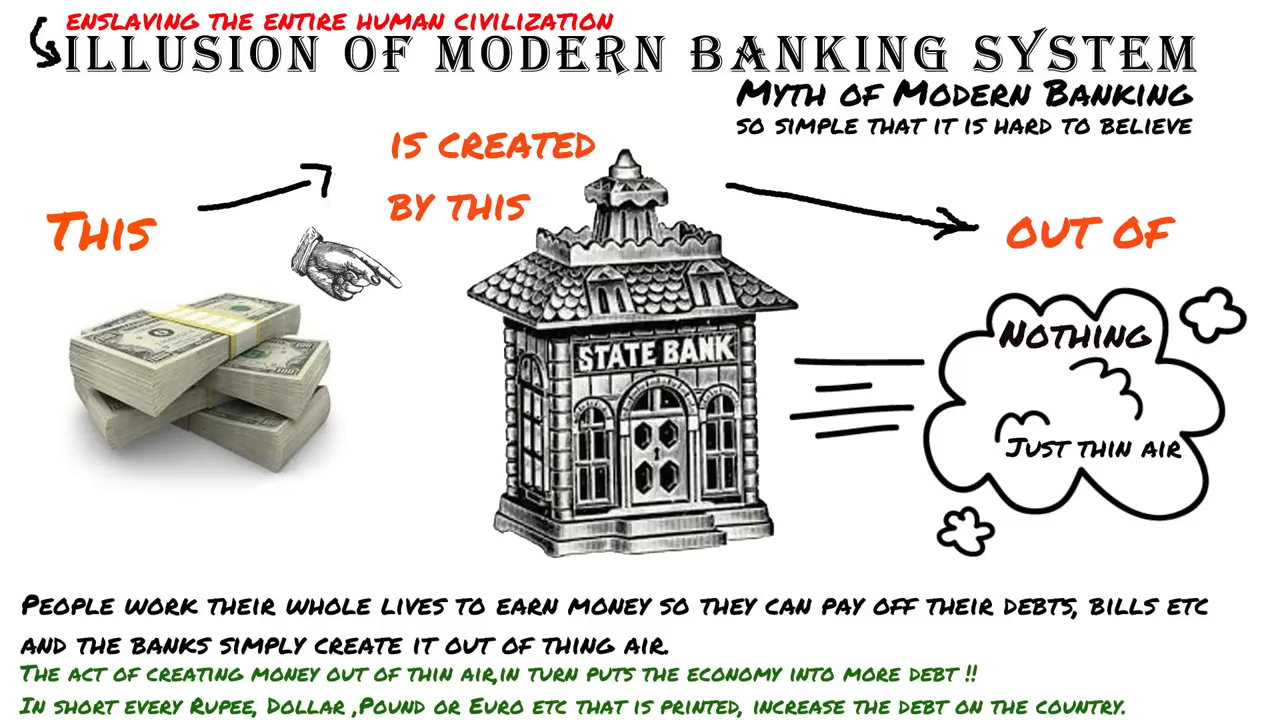 ENSLAVING THE ENTIRE HUMAN CIVILIZATION
ILLUSION OF MODERN BANKING SYSTEM
MYTH OF MODERN BANKING
SO SIMPLE THAT IT IS HARD TO BELIEVE
THIS
IS CREATED
BY THIS
STATE BANK
OUT OF
NOTHING
JUST THIN AIR
PEOPLE WORK THEIR WHOLE LIVES TO EARN MONEY SO THEY CAN PAY OFF THEIR DEBTS, BILLS ETC
AND THE BANKS SIMPLY CREATE IT OUT OF THING AIR.
THE ACT OF CREATING MONEY OUT OF THIN AIR,IN TURN PUTS THE ECONOMY INTO MORE DEBT !!
IN SHORT EVERY RUPEE, DOLLAR ,POUND OR EURO ETC THAT IS PRINTED, INCREASE THE DEBT ON THE COUNTRY.